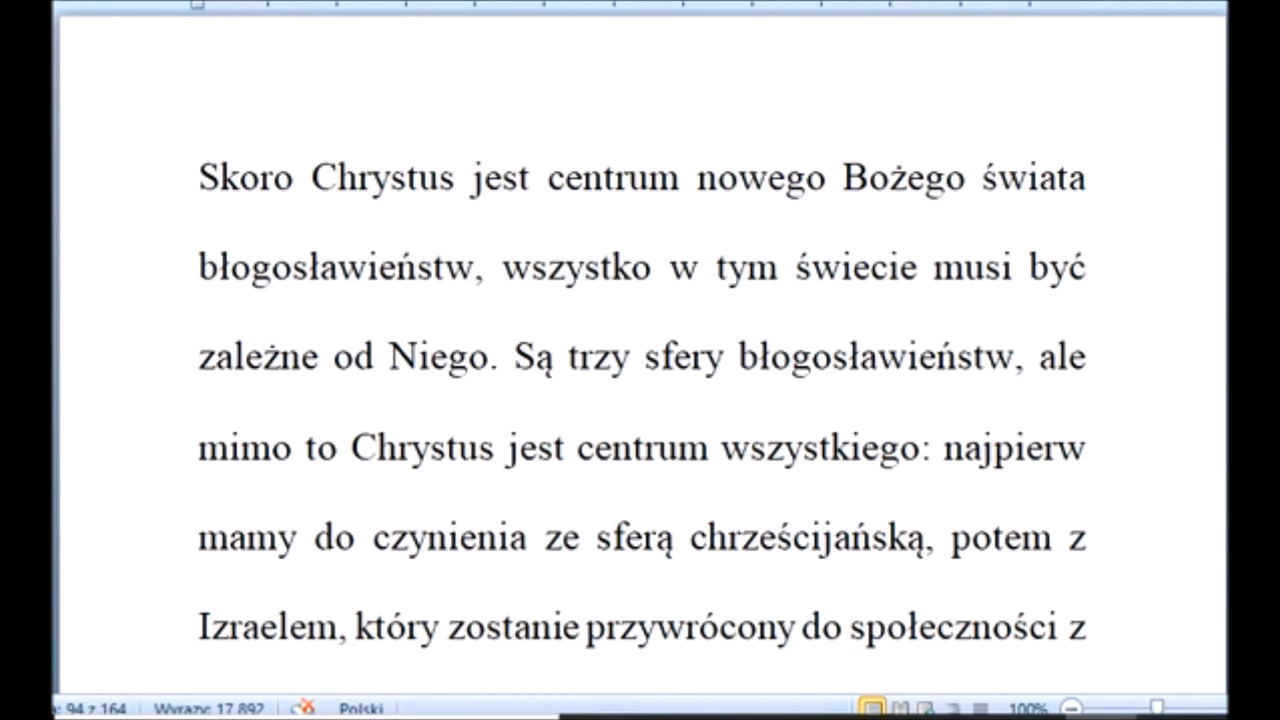 Skoro Chrystus jest centrum nowego Bożego świata
błogosławieństw, wszystko w tym świecie musi być
zależne od Niego. Są trzy sfery błogosławieństw, ale
mimo to Chrystus jest centrum wszystkiego: najpierw
mamy do czynienia ze sferą chrześcijańską, potem z
Izraelem, który zostanie przywrócony do społeczności z
: 94 z 164 Wyrazy: 17 892 Polski 100%